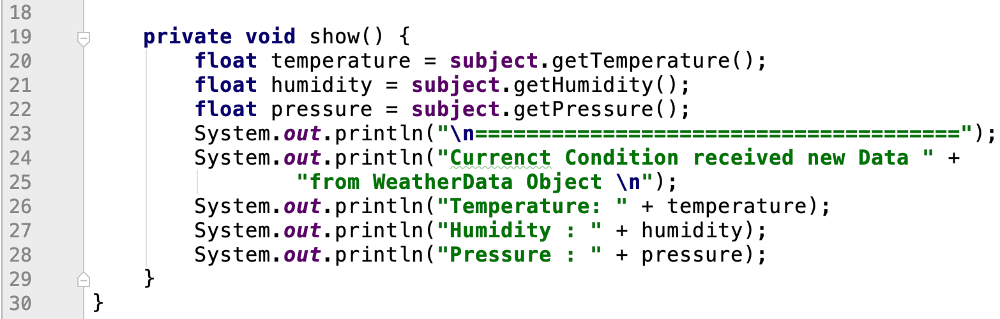 18
19 private void show() {
20 float temperature = subject.getTemperature();
21 float humidity = subject.getHumidity();
22 float pressure = subject.getPressure();
23 System.out.println("\n======================================");
24 System.out.println("Currenct Condition received new Data " +
25 "from WeatherData Object \n");
26 System.out.println("Temperature: " + temperature);
27 System.out.println("Humidity : " + humidity);
28 System.out.println("Pressure : " + pressure);
29 }
30 }